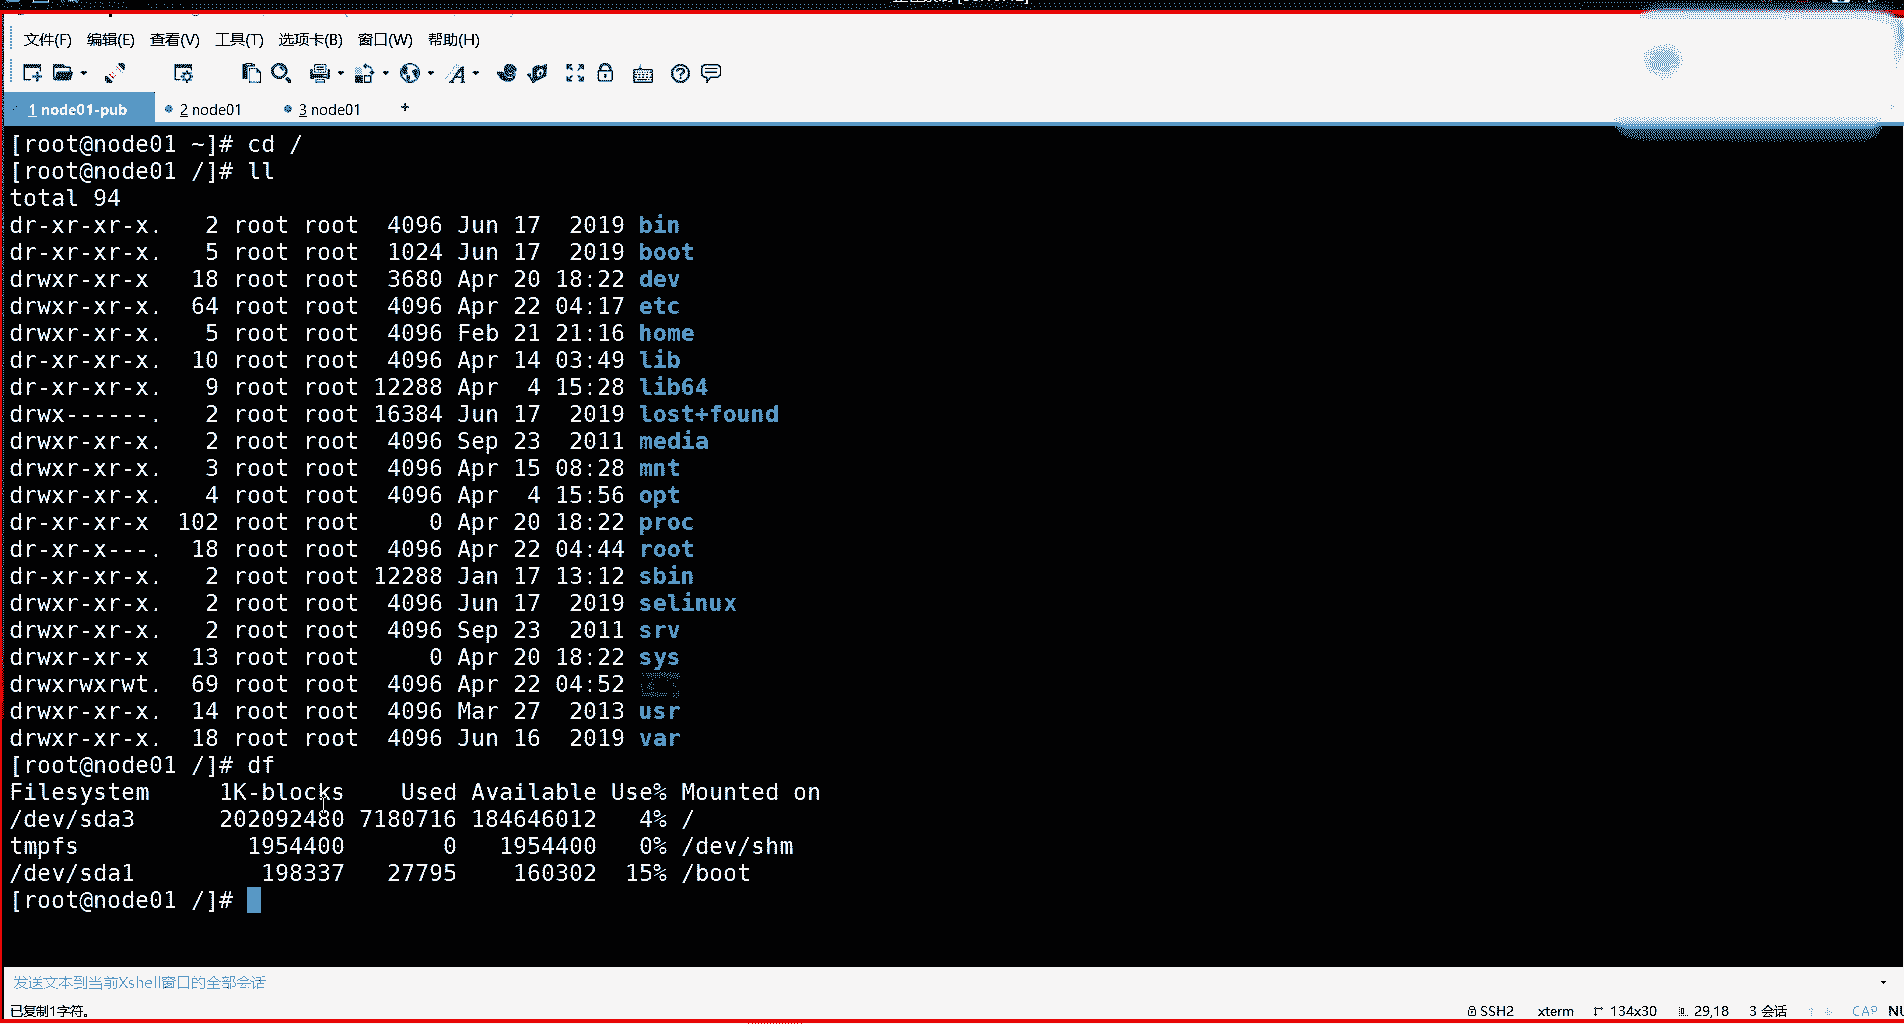 文件(F) 编辑(E) 查看(V) 工具(T) 选项卡(B) 窗口(W) 帮助(H)
1 node01-pub 2 node01 3 node01 +
[root@node01 ~]# cd /
[root@node01 /]# ll
total 94
dr-xr-xr-x.   2 root root  4096 Jun 17  2019 bin
dr-xr-xr-x.   5 root root  1024 Jun 17  2019 boot
drwxr-xr-x   18 root root  3680 Apr 20 18:22 dev
drwxr-xr-x.  64 root root  4096 Apr 22 04:17 etc
drwxr-xr-x.   5 root root  4096 Feb 21 21:16 home
dr-xr-xr-x.  10 root root  4096 Apr 14 03:49 lib
dr-xr-xr-x.   9 root root 12288 Apr  4 15:28 lib64
drwx------.   2 root root 16384 Jun 17  2019 lost+found
drwxr-xr-x.   2 root root  4096 Sep 23  2011 media
drwxr-xr-x.   3 root root  4096 Apr 15 08:28 mnt
drwxr-xr-x.   4 root root  4096 Apr  4 15:56 opt
dr-xr-xr-x  102 root root     0 Apr 20 18:22 proc
dr-xr-x---.  18 root root  4096 Apr 22 04:44 root
dr-xr-xr-x.   2 root root 12288 Jan 17 13:12 sbin
drwxr-xr-x.   2 root root  4096 Jun 17  2019 selinux
drwxr-xr-x.   2 root root  4096 Sep 23  2011 srv
drwxr-xr-x   13 root root     0 Apr 20 18:22 sys
drwxrwxrwt.  69 root root  4096 Apr 22 04:52
drwxr-xr-x.  14 root root  4096 Mar 27  2013 usr
drwxr-xr-x.  18 root root  4096 Jun 16  2019 var
[root@node01 /]# df
Filesystem     1K-blocks    Used Available Use% Mounted on
/dev/sda3      202092480 7180716 184646012   4% /
tmpfs            1954400       0   1954400   0% /dev/shm
/dev/sda1         198337   27795    160302  15% /boot
[root@node01 /]#
发送文本到当前Xshell窗口的全部会话
已复制1字符。 SSH2 xterm 134x30 29,18 3 会话 CAP